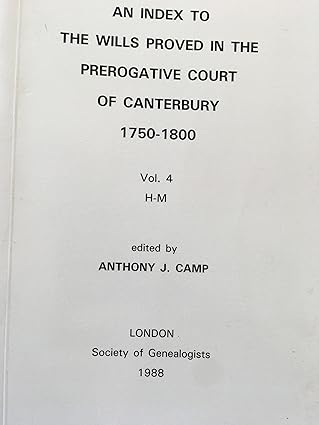 AN INDEX TO
THE WILLS PROVED IN THE
PREROGATIVE COURT
OF CANTERBURY
1750-1800
Vol. 4
H-M
edited by
ANTHONY J. CAMP
LONDON
Society of Genealogists
1988